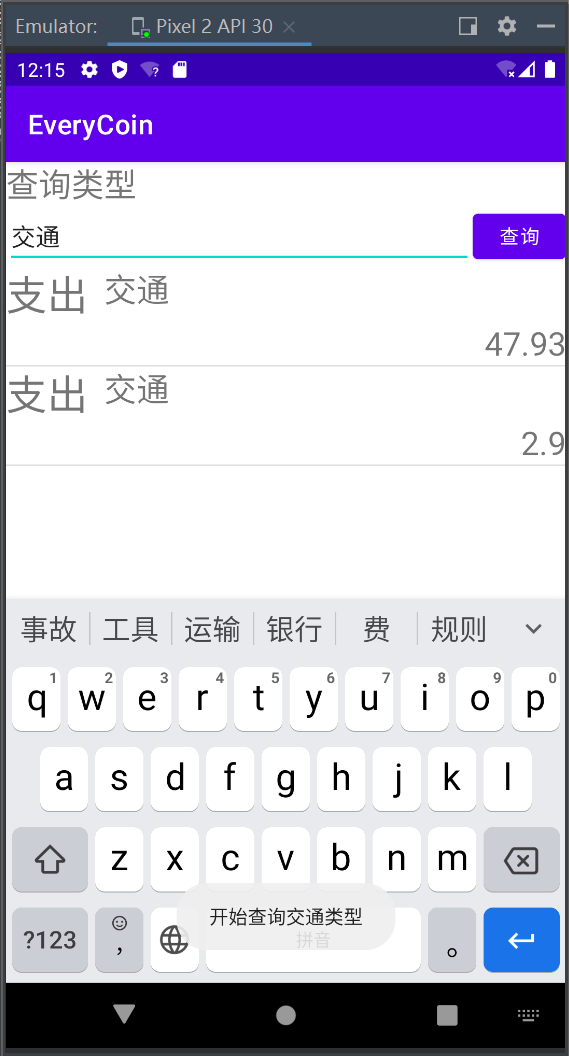 Emulator: Pixel 2 API 30
12:15
EveryCoin
查询类型
交通 查询
支出 交通
47.93
支出 交通
2.9
事故 工具 运输 银行 费 规则
1 2 3 4 5 6 7 8 9 0
q w e r t y u i o p
a s d f g h j k l
z x c v b n m
开始查询交通类型
?123 , 拼音 。